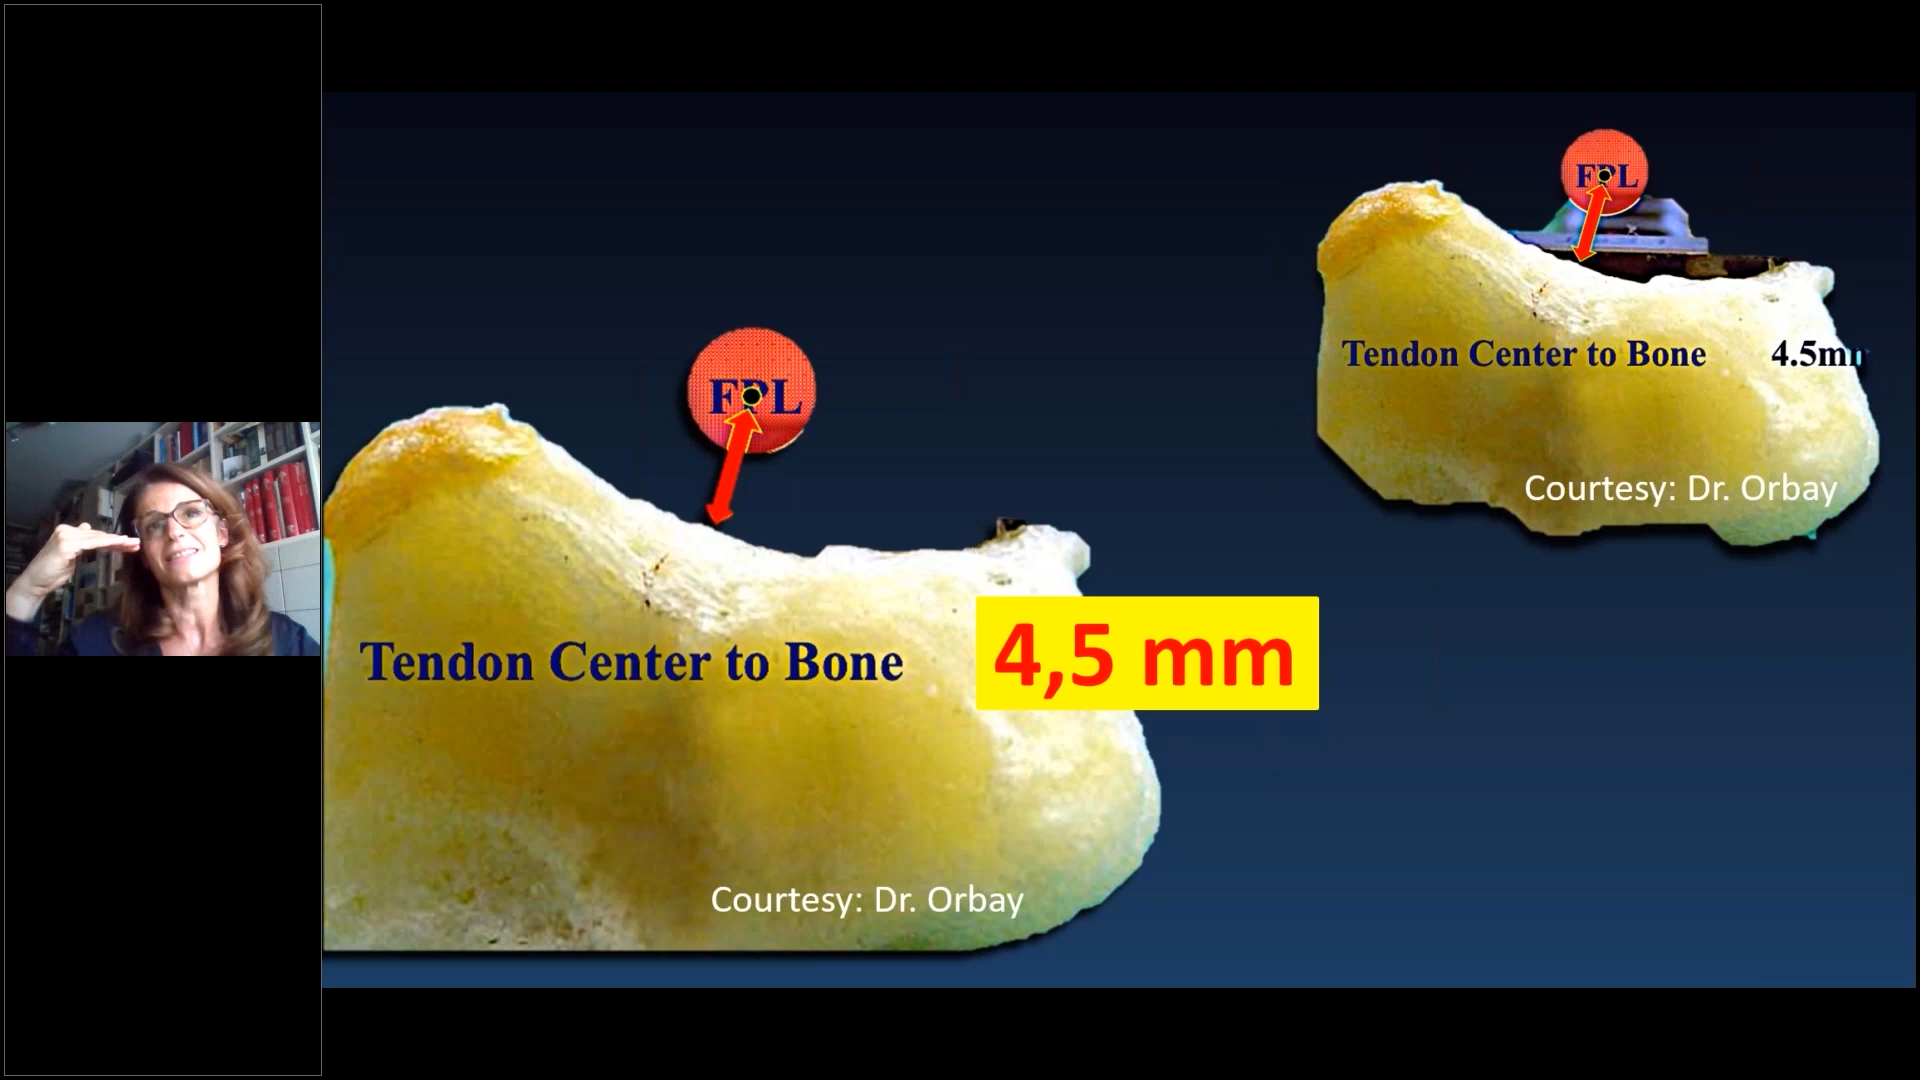 FPL
Tendon Center to Bone
4,5 mm
Courtesy: Dr. Orbay
FPL
Tendon Center to Bone 4.5mm
Courtesy: Dr. Orbay